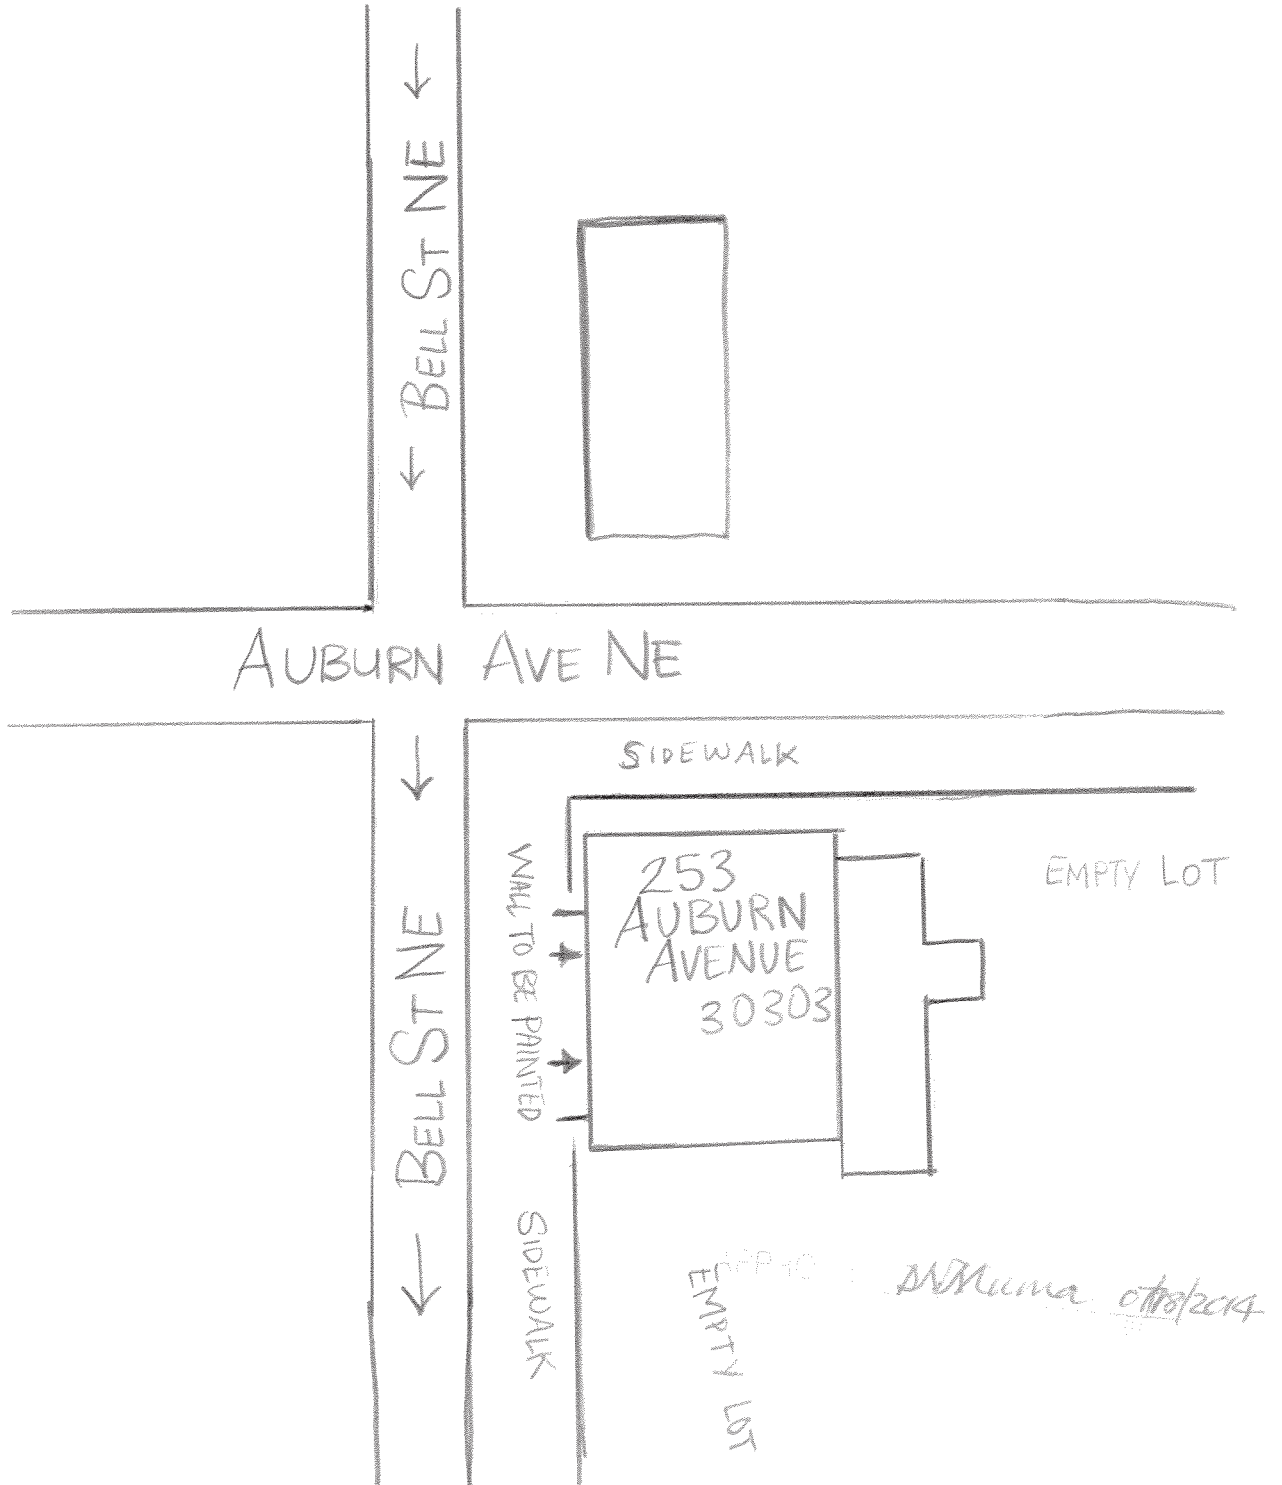 BELL ST NE
AUBURN AVE NE
SIDEWALK
253
AUBURN
AVENUE
30303
EMPTY LOT
WALL TO BE PAINTED
BELL ST NE
SIDEWALK
EMPTY LOT